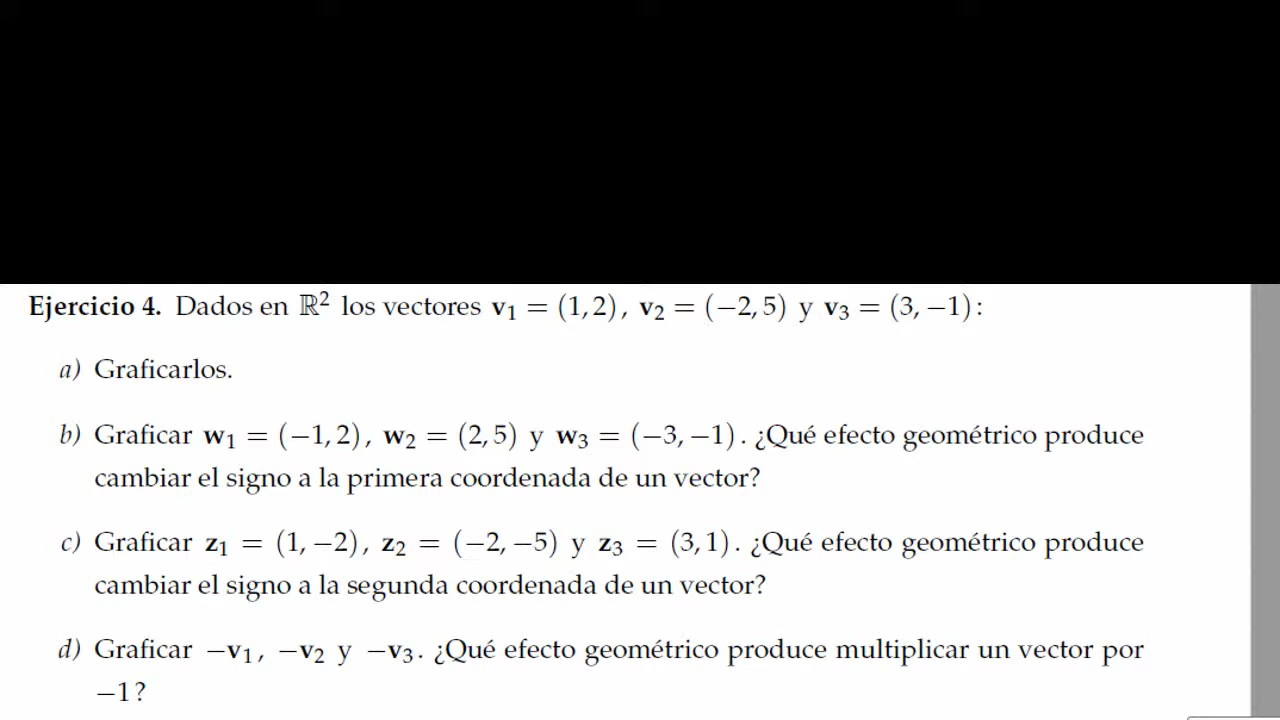 Ejercicio 4. Dados en ℝ² los vectores v₁ = (1, 2), v₂ = (−2, 5) y v₃ = (3, −1):
a) Graficarlos.
b) Graficar w₁ = (−1, 2), w₂ = (2, 5) y w₃ = (−3, −1). ¿Qué efecto geométrico produce
cambiar el signo a la primera coordenada de un vector?
c) Graficar z₁ = (1, −2), z₂ = (−2, −5) y z₃ = (3, 1). ¿Qué efecto geométrico produce
cambiar el signo a la segunda coordenada de un vector?
d) Graficar −v₁, −v₂ y −v₃. ¿Qué efecto geométrico produce multiplicar un vector por
−1?